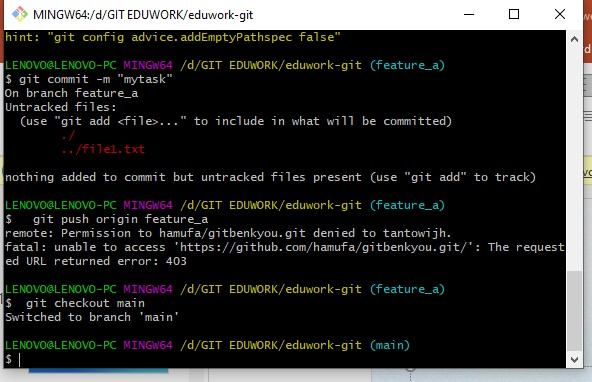 MINGW64:/d/GIT EDUWORK/eduwork-git
hint: "git config advice.addEmptyPathspec false"
LENOVO@LENOVO-PC MINGW64 /d/GIT EDUWORK/eduwork-git (feature_a)
$ git commit -m "mytask"
On branch feature_a
Untracked files:
  (use "git add <file>..." to include in what will be committed)
        ./
        ../file1.txt
nothing added to commit but untracked files present (use "git add" to track)
LENOVO@LENOVO-PC MINGW64 /d/GIT EDUWORK/eduwork-git (feature_a)
$   git push origin feature_a
remote: Permission to hamufa/gitbenkyou.git denied to tantowijh.
fatal: unable to access 'https://github.com/hamufa/gitbenkyou.git/': The request
ed URL returned error: 403
LENOVO@LENOVO-PC MINGW64 /d/GIT EDUWORK/eduwork-git (feature_a)
$  git checkout main
Switched to branch 'main'
LENOVO@LENOVO-PC MINGW64 /d/GIT EDUWORK/eduwork-git (main)
$